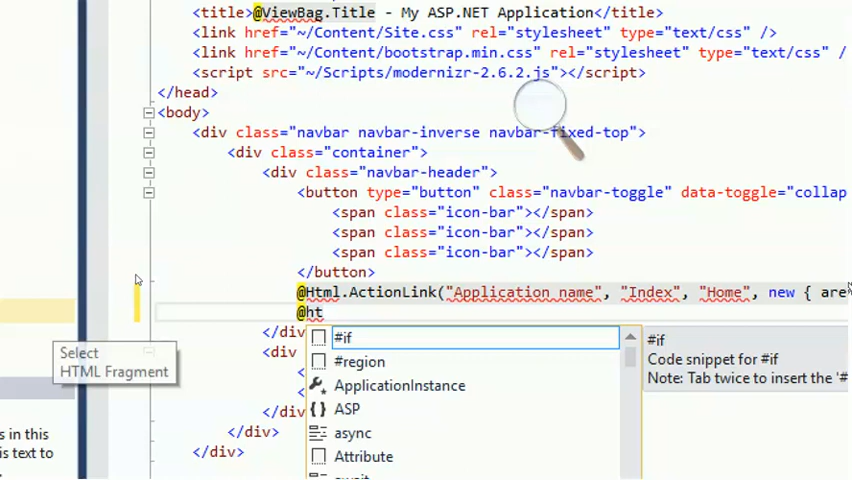 <title>@ViewBag.Title - My ASP.NET Application</title>
<link href="~/Content/Site.css" rel="stylesheet" type="text/css" />
<link href="~/Content/bootstrap.min.css" rel="stylesheet" type="text/css" /
<script src="~/Scripts/modernizr-2.6.2.js"></script>
</head>
<body>
<div class="navbar navbar-inverse navbar-fixed-top">
<div class="container">
<div class="navbar-header">
<button type="button" class="navbar-toggle" data-toggle="collap
<span class="icon-bar"></span>
<span class="icon-bar"></span>
<span class="icon-bar"></span>
</button>
@Html.ActionLink("Application name", "Index", "Home", new { are
@ht
</di
<div
</di
</div>
</div>
#if
#region
ApplicationInstance
ASP
async
Attribute
await
#if
Code snippet for #if
Note: Tab twice to insert the '#
Select
HTML Fragment
s in this
is text to